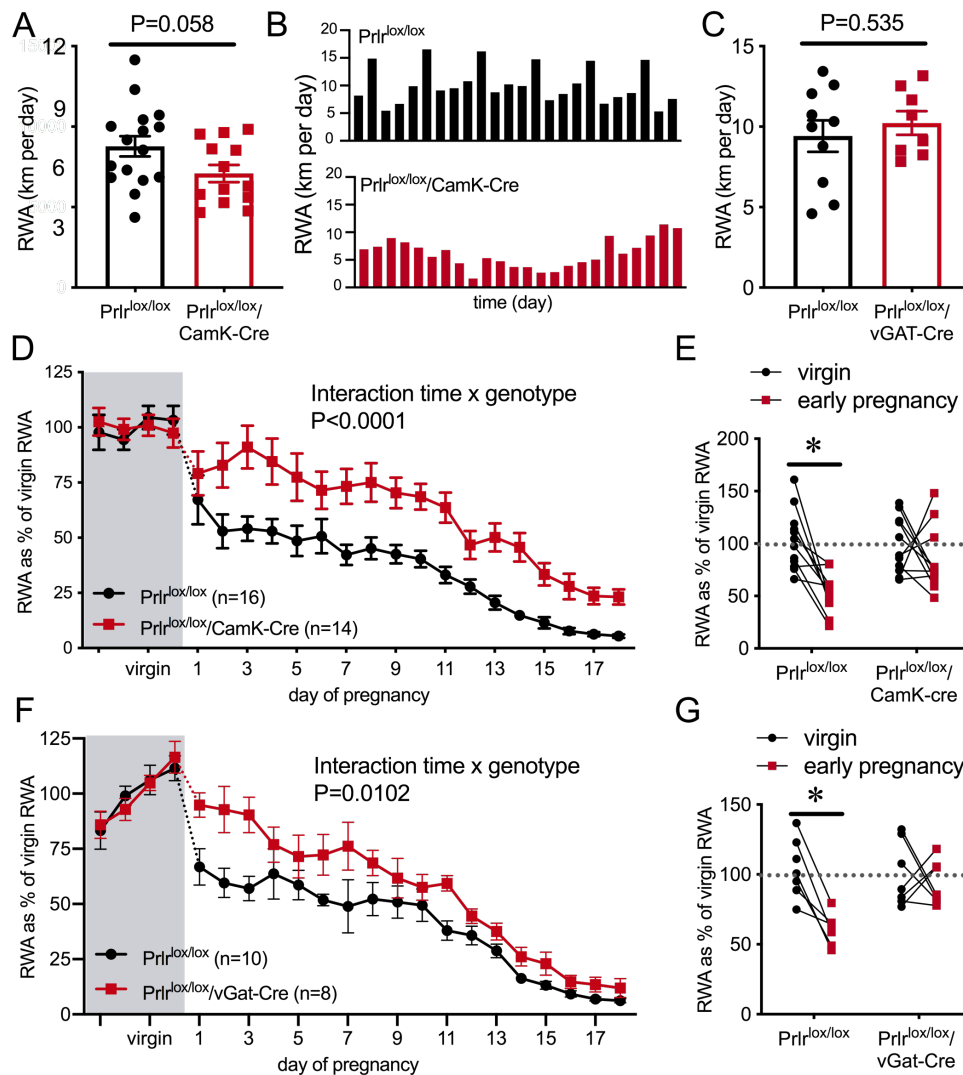 A
P=0.058
RWA (km per day)
12
9
6
3
0
Prlr^lox/lox
Prlr^lox/lox/
CamK-Cre
B
RWA (km per day)
20
15
10
5
0
Prlr^lox/lox
20
15
10
5
0
Prlr^lox/lox/CamK-Cre
time (day)
C
P=0.535
RWA (km per day)
15
10
5
0
Prlr^lox/lox
Prlr^lox/lox/
vGAT-Cre
D
RWA as % of virgin RWA
125
100
75
50
25
0
Interaction time x genotype
P<0.0001
Prlr^lox/lox (n=16)
Prlr^lox/lox/CamK-Cre (n=14)
virgin 1 3 5 7 9 11 13 15 17
day of pregnancy
E
virgin
early pregnancy
RWA as % of virgin RWA
200
150
100
50
0
*
Prlr^lox/lox
Prlr^lox/lox/
CamK-cre
F
RWA as % of virgin RWA
125
100
75
50
25
0
Interaction time x genotype
P=0.0102
Prlr^lox/lox (n=10)
Prlr^lox/lox/vGat-Cre (n=8)
virgin 1 3 5 7 9 11 13 15 17
day of pregnancy
G
virgin
early pregnancy
RWA as % of virgin RWA
150
100
50
0
*
Prlr^lox/lox
Prlr^lox/lox/
vGat-Cre